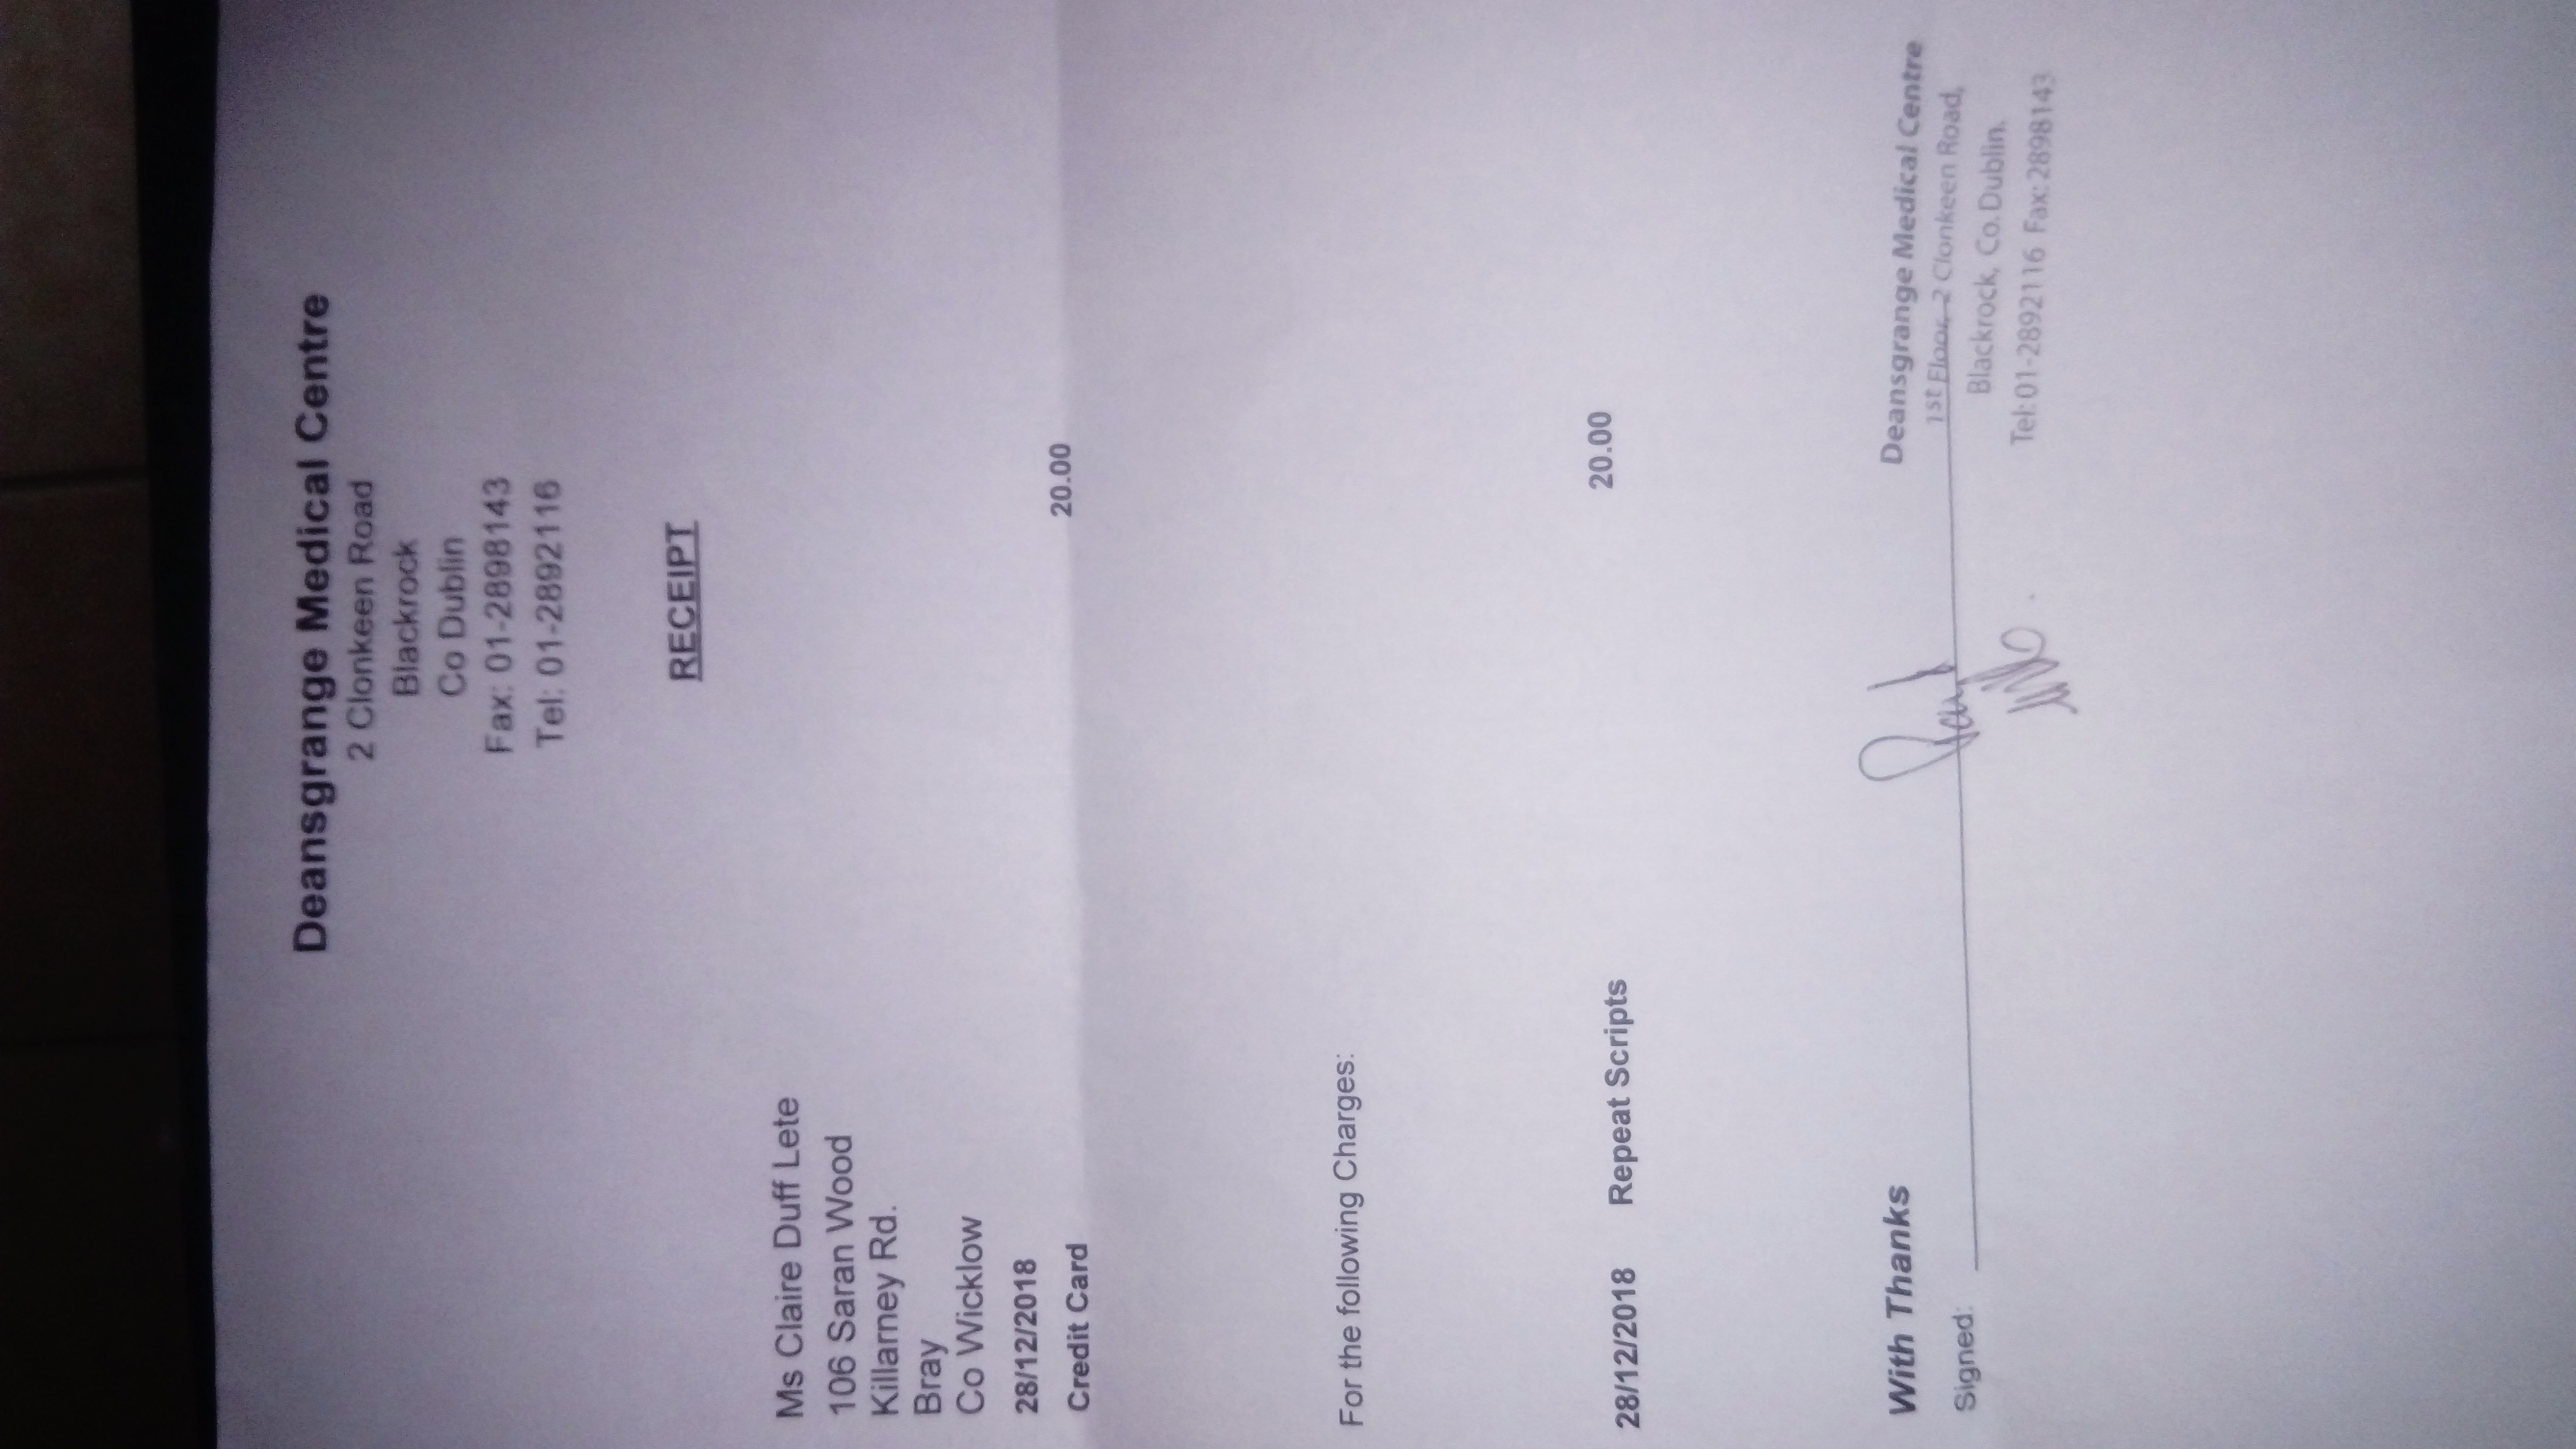 Deansgrange Medical Centre
2 Clonkeen Road
Blackrock
Co Dublin
Fax: 01-2898143
Tel: 01-2892116
RECEIPT
Ms Claire Duff Lete
106 Saran Wood
Killarney Rd.
Bray
Co Wicklow
28/12/2018
Credit Card 20.00
For the following Charges:
28/12/2018 Repeat Scripts 20.00
With Thanks
Signed:
Deansgrange Medical Centre
1st Floor, 2 Clonkeen Road,
Blackrock, Co. Dublin.
Tel: 01-2892116 Fax: 2898143